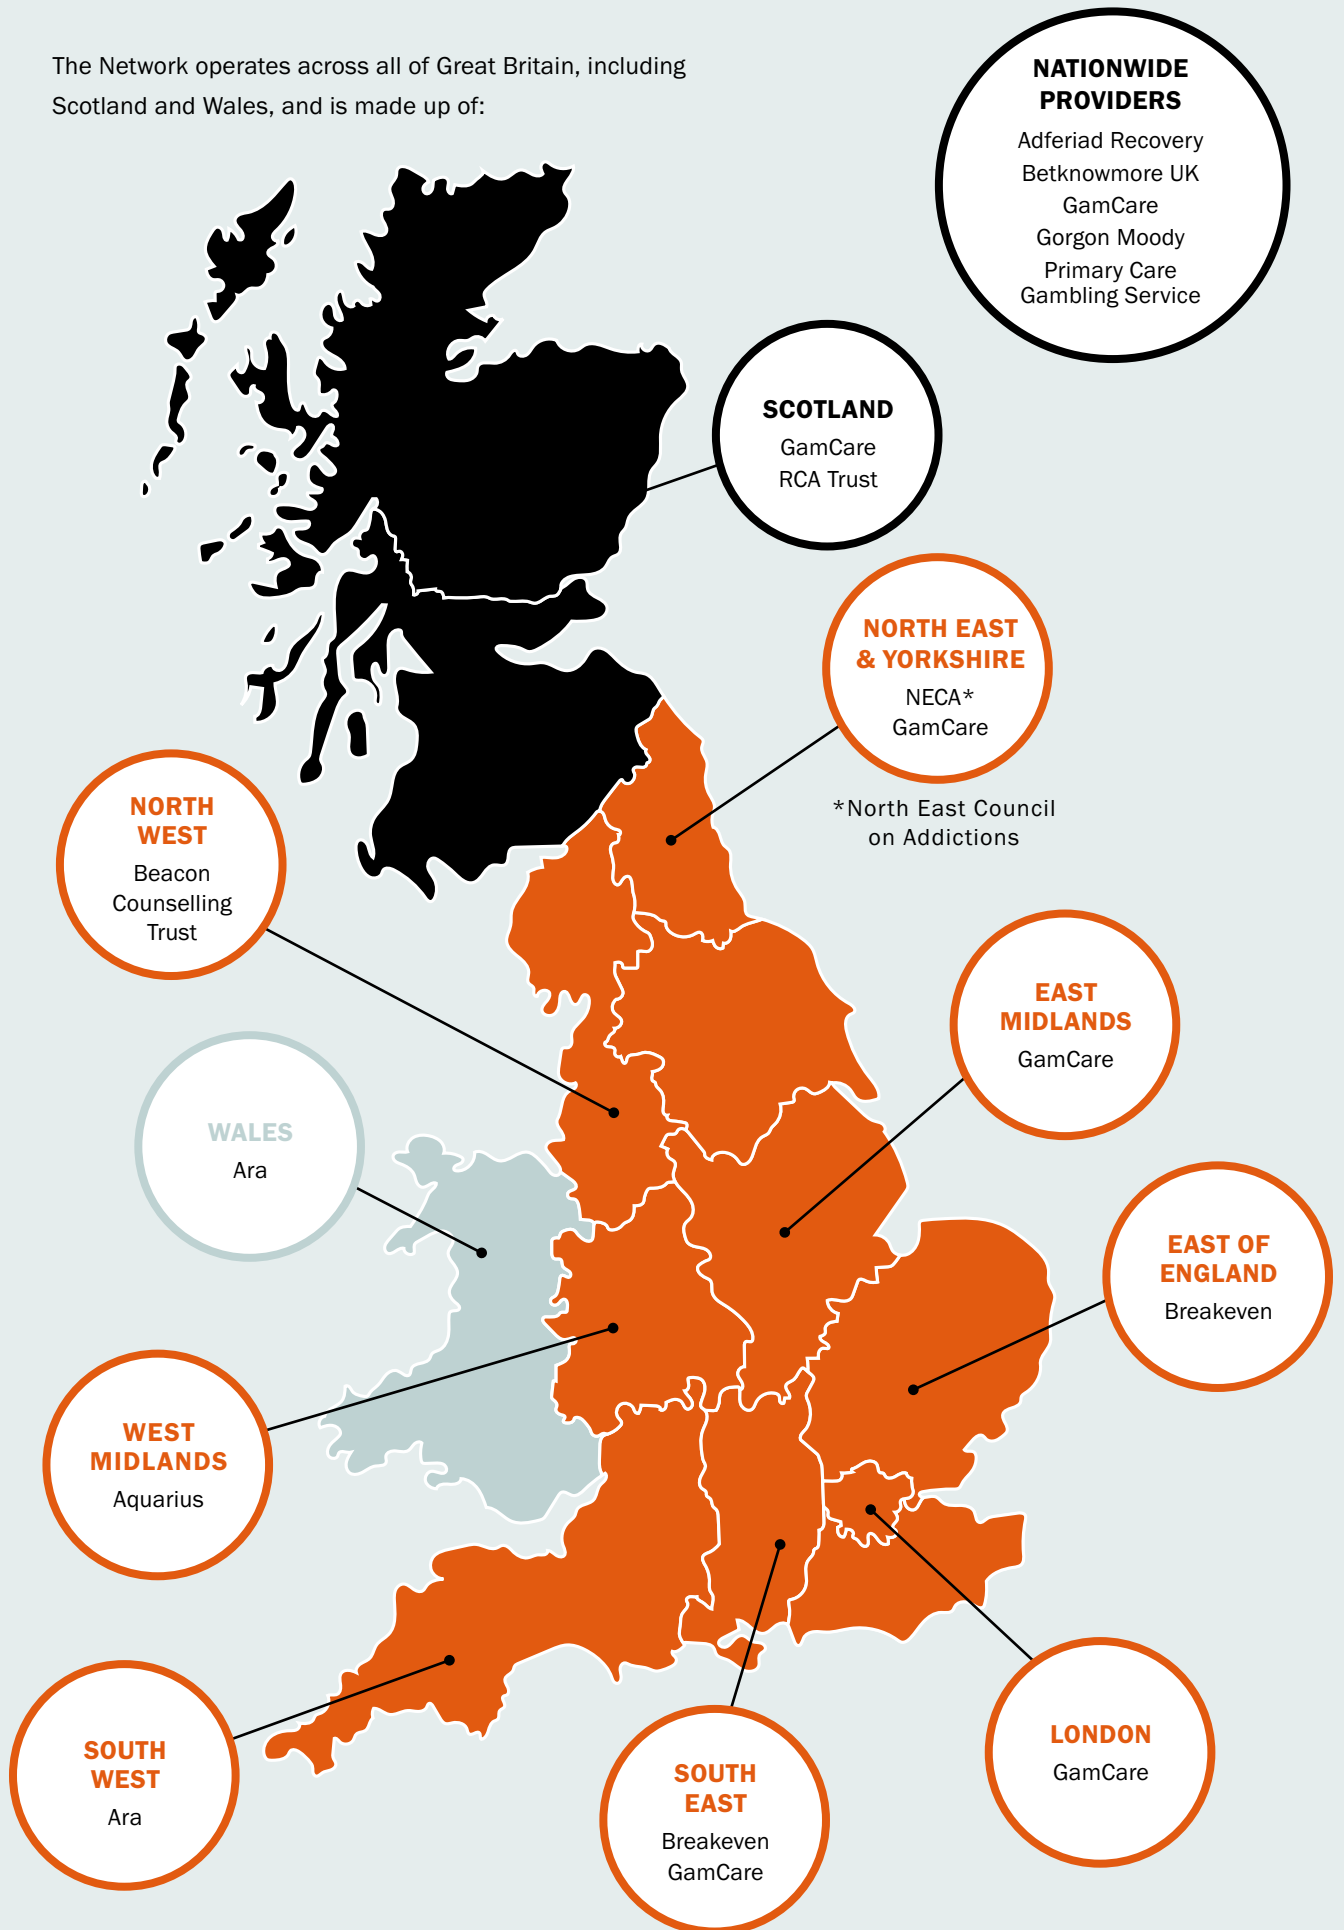 The Network operates across all of Great Britain, including
Scotland and Wales, and is made up of:
NATIONWIDE
PROVIDERS
Adferiad Recovery
Betknowmore UK
GamCare
Gorgon Moody
Primary Care
Gambling Service
SCOTLAND
GamCare
RCA Trust
NORTH EAST
& YORKSHIRE
NECA*
GamCare
*North East Council
on Addictions
NORTH
WEST
Beacon
Counselling
Trust
EAST
MIDLANDS
GamCare
WALES
Ara
EAST OF
ENGLAND
Breakeven
WEST
MIDLANDS
Aquarius
SOUTH
WEST
Ara
SOUTH
EAST
Breakeven
GamCare
LONDON
GamCare